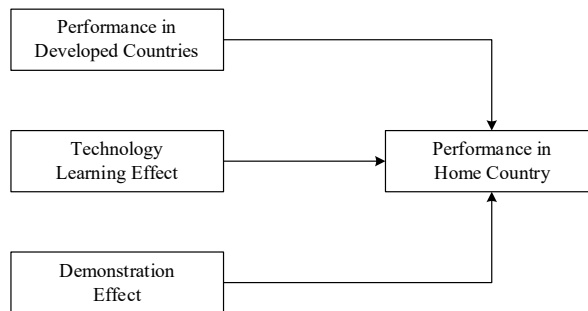 Performance in
Developed Countries
Technology
Learning Effect
Performance in
Home Country
Demonstration
Effect